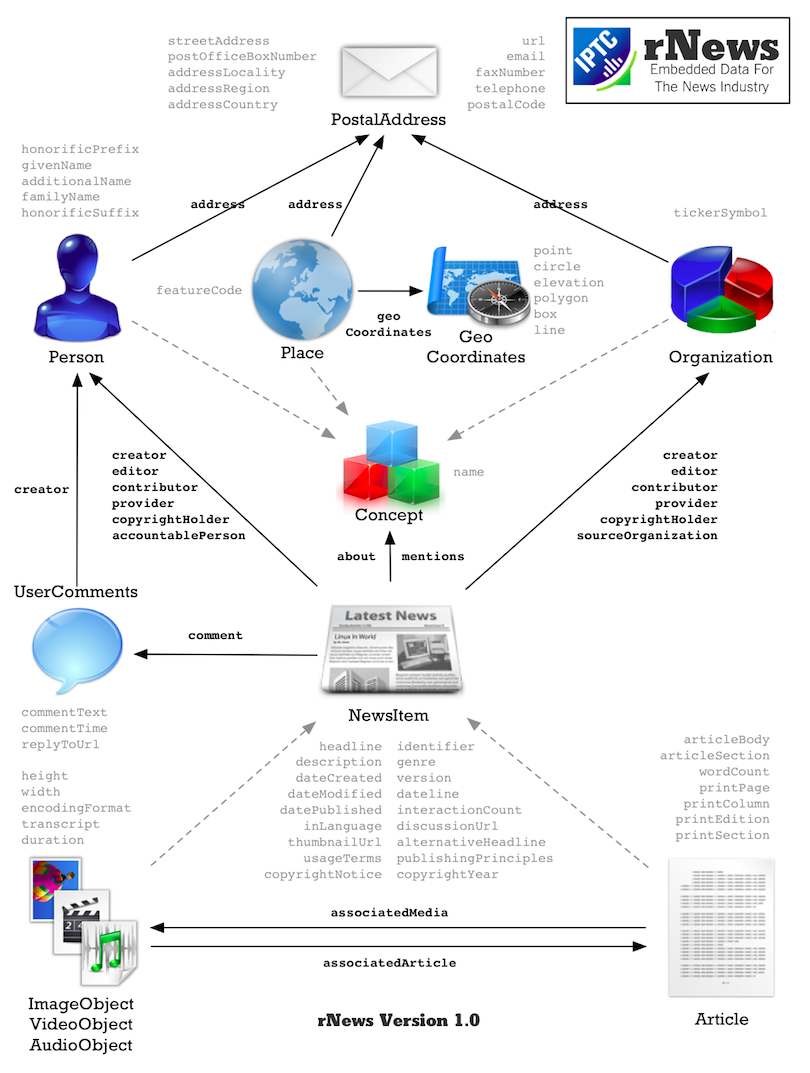 streetAddress
postOfficeBoxNumber
addressLocality
addressRegion
addressCountry
url
email
faxNumber
telephone
postalCode
IPTC
rNews
Embedded Data For
The News Industry
PostalAddress
honorificPrefix
givenName
additionalName
familyName
honorificSuffix
address
address
address
tickerSymbol
featureCode
point
circle
elevation
polygon
box
line
geo
Coordinates
Person
Place
Geo
Coordinates
Organization
name
Concept
creator
creator
editor
contributor
provider
copyrightHolder
accountablePerson
creator
editor
contributor
provider
copyrightHolder
sourceOrganization
about
mentions
UserComments
comment
Latest News
Linux in World
NewsItem
commentText
commentTime
replyToUrl
height
width
encodingFormat
transcript
duration
headline identifier
description genre
dateCreated version
dateModified dateline
datePublished interactionCount
inLanguage discussionUrl
thumbnailUrl alternativeHeadline
usageTerms publishingPrinciples
copyrightNotice copyrightYear
articleBody
articleSection
wordCount
printPage
printColumn
printEdition
printSection
associatedMedia
associatedArticle
ImageObject
VideoObject
AudioObject
rNews Version 1.0
Article